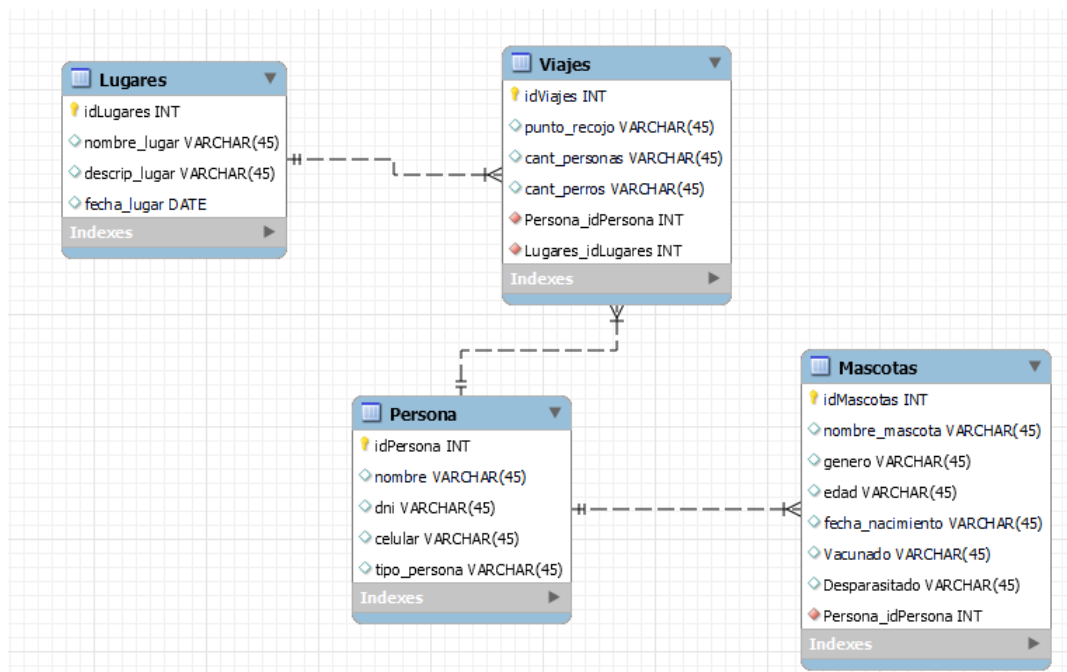 Lugares
idLugares INT
nombre_lugar VARCHAR(45)
descrip_lugar VARCHAR(45)
fecha_lugar DATE
Indexes
Viajes
idViajes INT
punto_recojo VARCHAR(45)
cant_personas VARCHAR(45)
cant_perros VARCHAR(45)
Persona_idPersona INT
Lugares_idLugares INT
Indexes
Persona
idPersona INT
nombre VARCHAR(45)
dni VARCHAR(45)
celular VARCHAR(45)
tipo_persona VARCHAR(45)
Indexes
Mascotas
idMascotas INT
nombre_mascota VARCHAR(45)
genero VARCHAR(45)
edad VARCHAR(45)
fecha_nacimiento VARCHAR(45)
Vacunado VARCHAR(45)
Desparasitado VARCHAR(45)
Persona_idPersona INT
Indexes